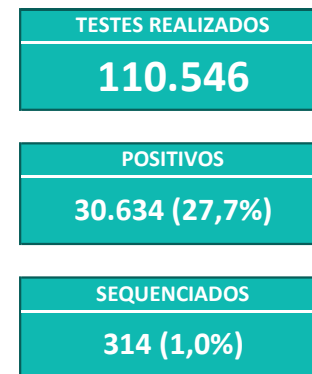 TESTES REALIZADOS
110.546
POSITIVOS
30.634 (27,7%)
SEQUENCIADOS
314 (1,0%)